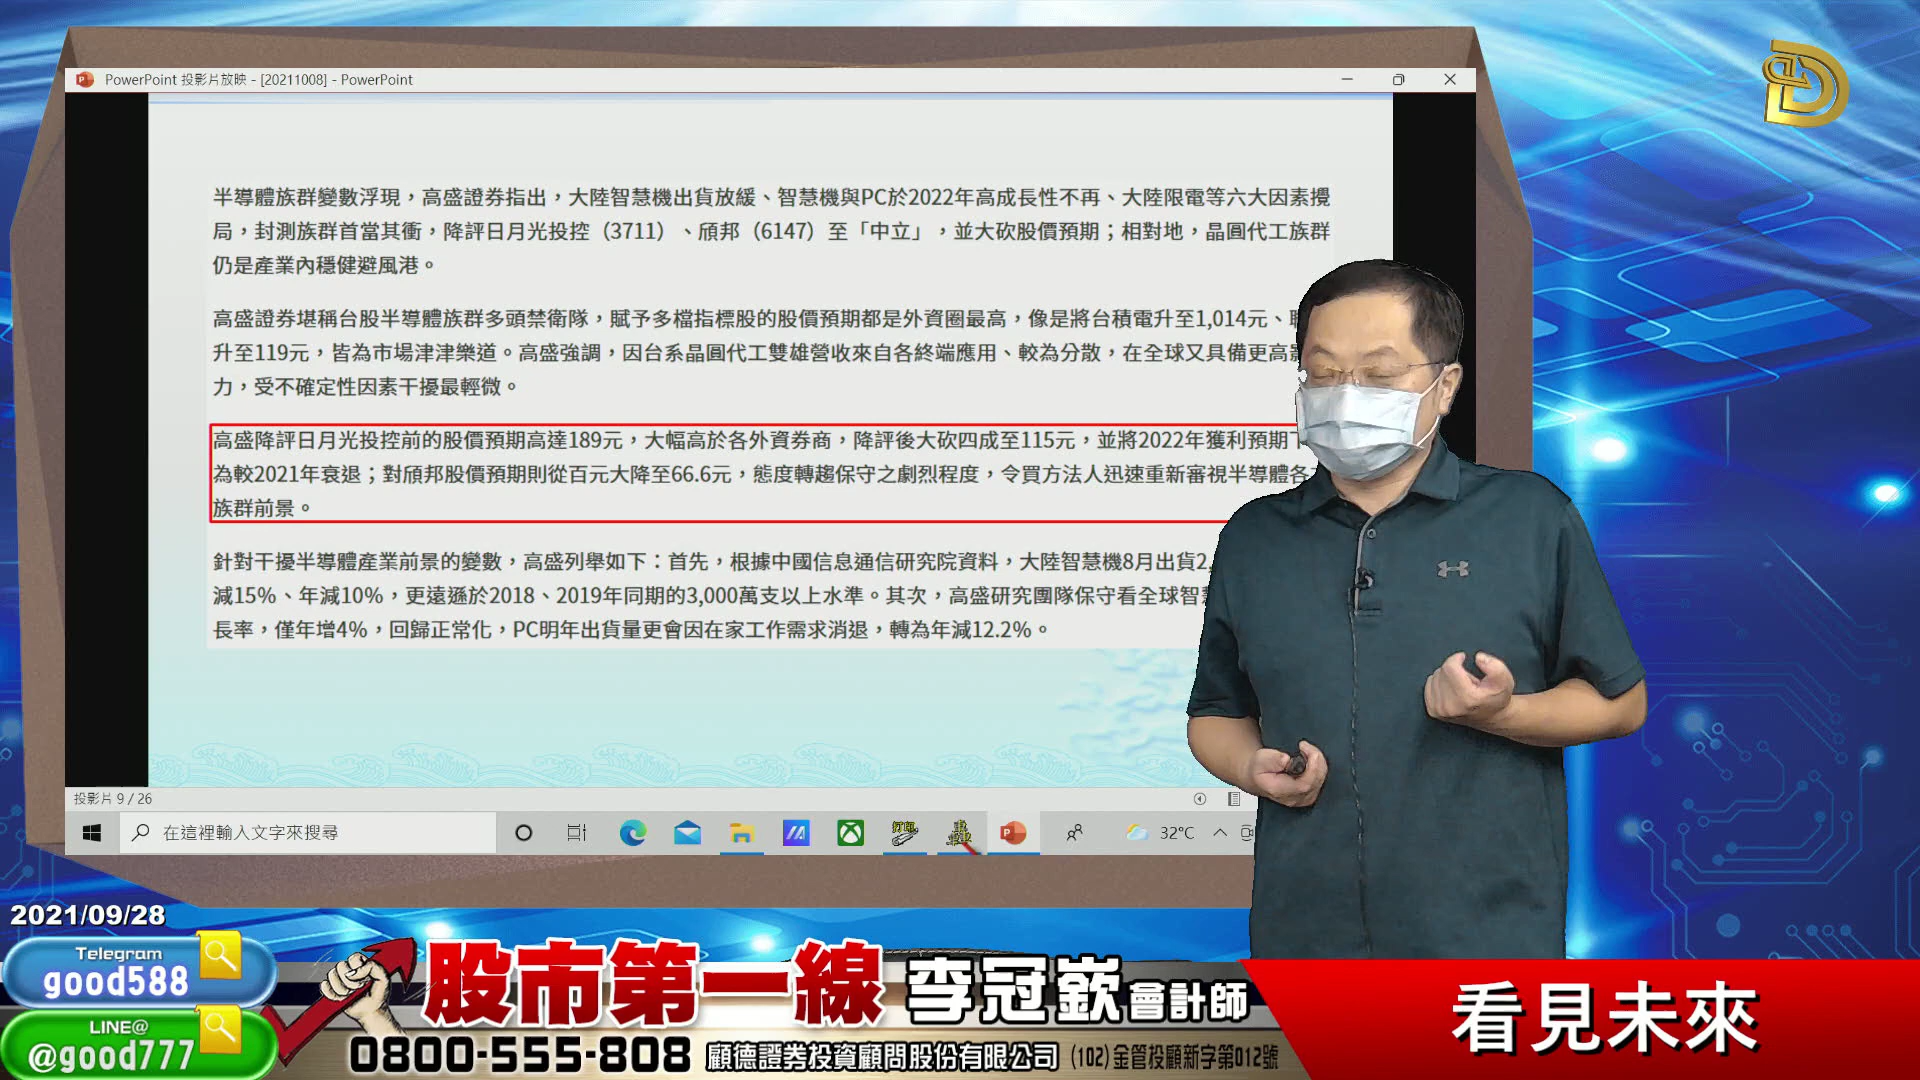 PowerPoint 投影片放映 - [20211008] - PowerPoint
半導體族群變數浮現，高盛證券指出，大陸智慧機出貨放緩、智慧機與PC於2022年高成長性不再、大陸限電等六大因素攪
局，封測族群首當其衝，降評日月光投控（3711）、頎邦（6147）至「中立」，並大砍股價預期；相對地，晶圓代工族群
仍是產業內穩健避風港。
高盛證券堪稱台股半導體族群多頭禁衛隊，賦予多檔指標股的股價預期都是外資圈最高，像是將台積電升至1,014元、
升至119元，皆為市場津津樂道。高盛強調，因台系晶圓代工雙雄營收來自各終端應用、較為分散，在全球又具備更高
力，受不確定性因素干擾最輕微。
高盛降評日月光投控前的股價預期高達189元，大幅高於各外資券商，降評後大砍四成至115元，並將2022年獲利預期
為較2021年衰退；對頎邦股價預期則從百元大降至66.6元，態度轉趨保守之劇烈程度，令買方法人迅速重新審視半導體各
族群前景。
針對干擾半導體產業前景的變數，高盛列舉如下：首先，根據中國信息通信研究院資料，大陸智慧機8月出貨2,
減15%、年減10%，更遠遜於2018、2019年同期的3,000萬支以上水準。其次，高盛研究團隊保守看全球智
長率，僅年增4%，回歸正常化，PC明年出貨量更會因在家工作需求消退，轉為年減12.2%。
投影片 9 / 26
在這裡輸入文字來搜尋
32°C
2021/09/28
Telegram
good588
LINE@
@good777
股市第一線 李冠嶔 會計師
0800-555-808 顧德證券投資顧問股份有限公司 (102)金管投顧新字第012號
看見未來